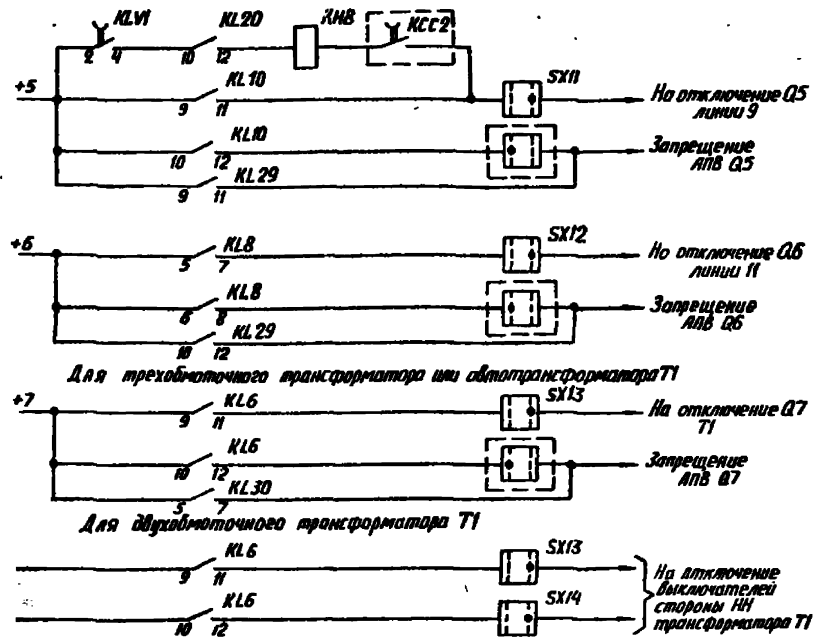 KLV1 KL20 KH8 KCC2
2 4 10 12
+5 KL10 SX11 На отключение Q5
9 11 линии 9
KL10 Запрещение
10 12 АПВ Q5
KL29
9 11
+6 KL8 SX12 На отключение Q6
5 7 линии 11
KL8 Запрещение
6 8 АПВ Q6
KL29
10 12
Для трехобмоточного трансформатора или автотрансформатора T1
+7 KL6 SX13 На отключение Q7
9 11 T1
KL6 Запрещение
10 12 АПВ Q7
KL30
5 7
Для двухобмоточного трансформатора T1
KL6 SX13 На отключение
9 11 выключателей
KL6 SX14 стороны НН
10 12 трансформатора T1